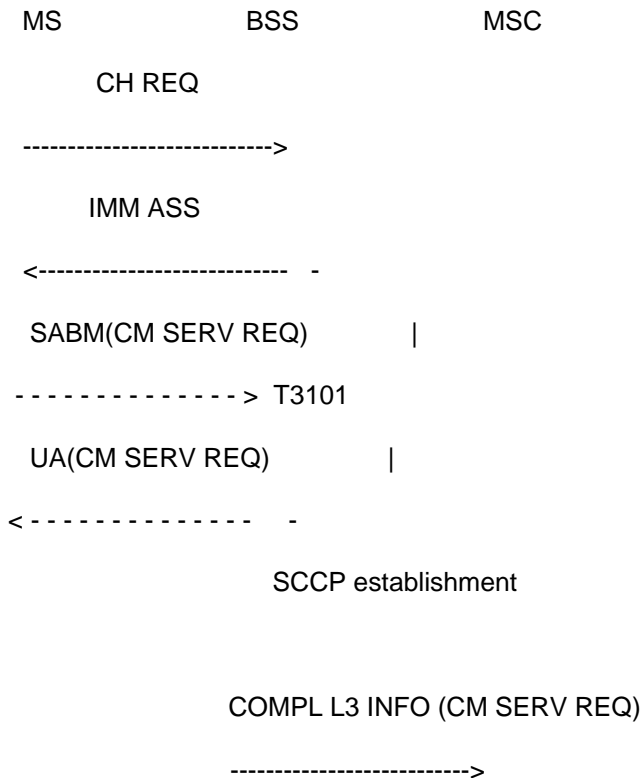 MS BSS MSC
CH REQ
---------------------------->
IMM ASS
<---------------------------- -
SABM(CM SERV REQ) |
- - - - - - - - - - - - - - > T3101
UA(CM SERV REQ) |
< - - - - - - - - - - - - - - -
SCCP establishment
COMPL L3 INFO (CM SERV REQ)
--------------------------->